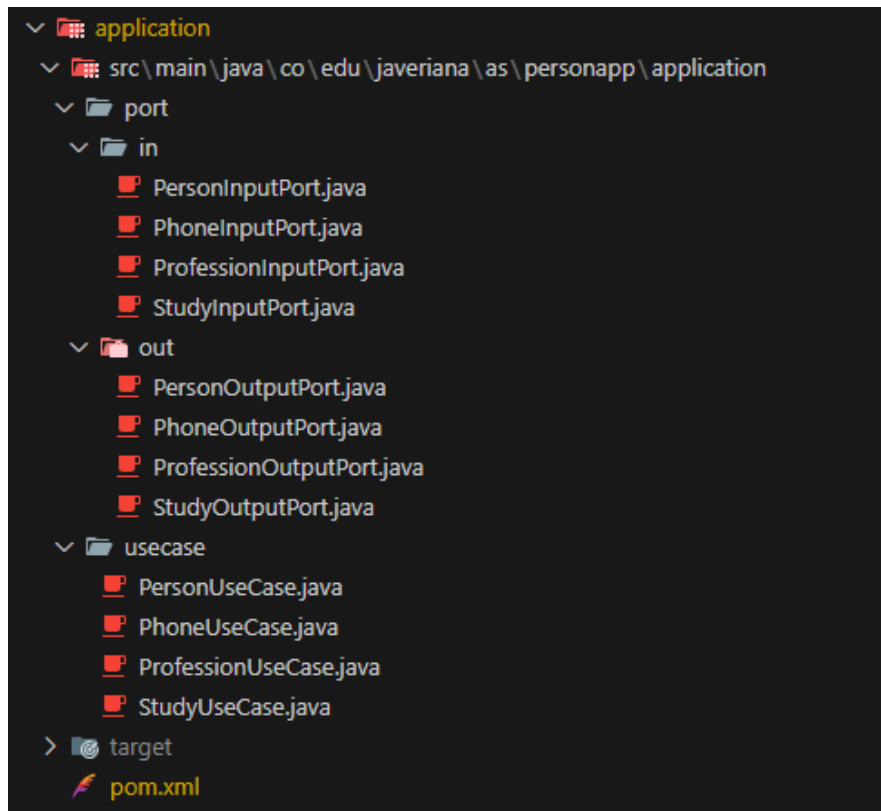 application
src\main\java\co\edu\javeriana\as\personapp\application
port
in
PersonInputPort.java
PhoneInputPort.java
ProfessionInputPort.java
StudyInputPort.java
out
PersonOutputPort.java
PhoneOutputPort.java
ProfessionOutputPort.java
StudyOutputPort.java
usecase
PersonUseCase.java
PhoneUseCase.java
ProfessionUseCase.java
StudyUseCase.java
target
pom.xml